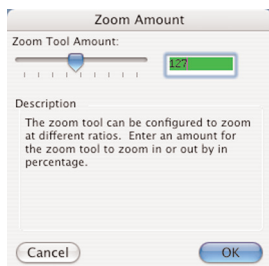 Zoom Amount
Zoom Tool Amount:
127
Description
The zoom tool can be configured to zoom
at different ratios. Enter an amount for
the zoom tool to zoom in or out by in
percentage.
Cancel
OK